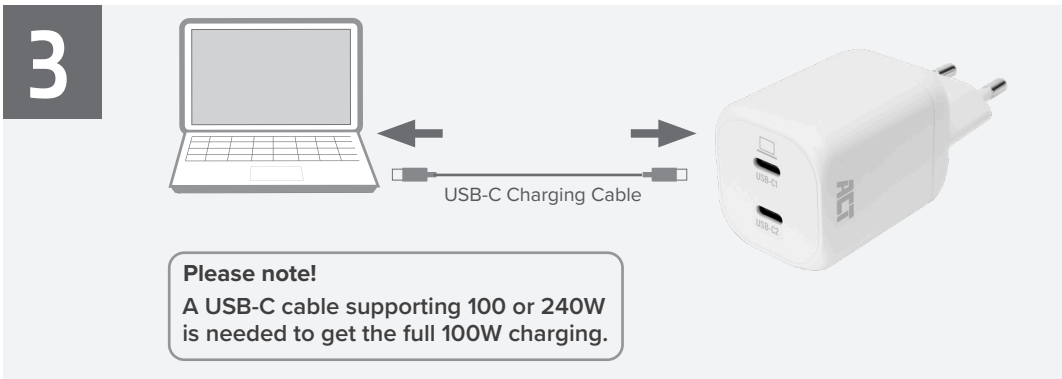 3
USB-C Charging Cable
USB-C1
USB-C2
ACT
Please note!
A USB-C cable supporting 100 or 240W
is needed to get the full 100W charging.